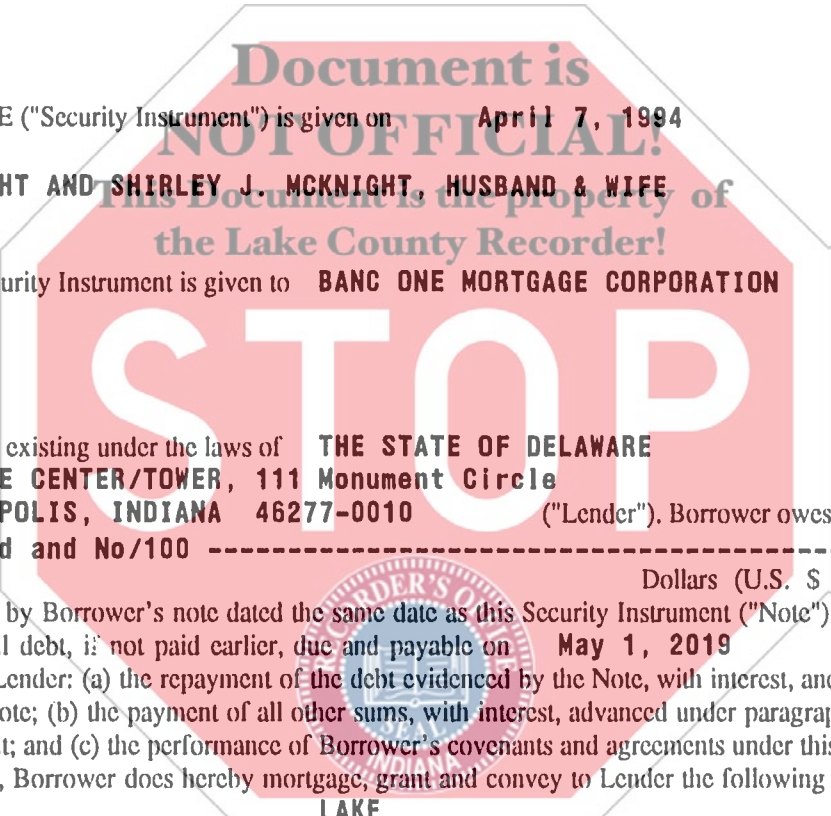 Document is
E ("Security Instrument") is given on April 7, 1994
NOT OFFICIAL!
HT AND SHIRLEY J. MCKNIGHT, HUSBAND & WIFE
This Document is the property of
the Lake County Recorder!
urity Instrument is given to BANC ONE MORTGAGE CORPORATION
STOP
existing under the laws of THE STATE OF DELAWARE
E CENTER/TOWER, 111 Monument Circle
POLIS, INDIANA 46277-0010 ("Lender"). Borrower owes
d and No/100 ----------------------------------------
Dollars (U.S. $
by Borrower's note dated the same date as this Security Instrument ("Note")
l debt, if not paid earlier, due and payable on May 1, 2019
Lender: (a) the repayment of the debt evidenced by the Note, with interest, and
ote; (b) the payment of all other sums, with interest, advanced under paragrap
t; and (c) the performance of Borrower's covenants and agreements under this
, Borrower does hereby mortgage, grant and convey to Lender the following
LAKE
RECORDER'S OFFICE
SEAL
INDIANA